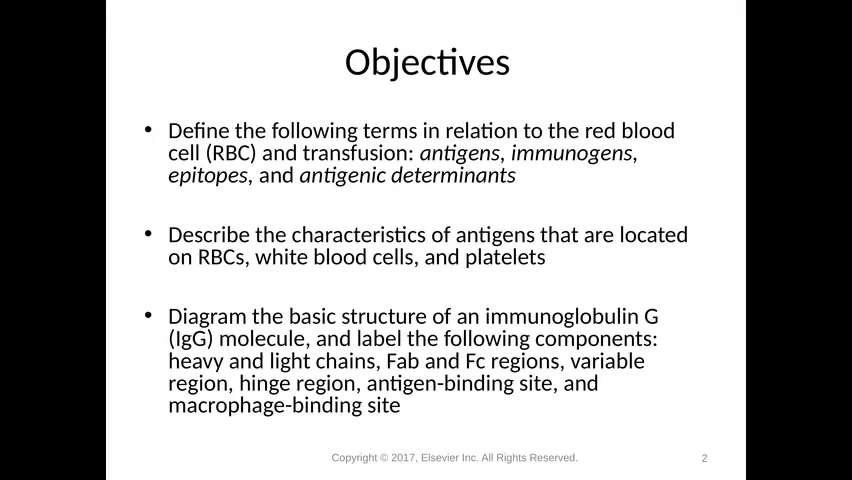 Objectives
• Define the following terms in relation to the red blood
cell (RBC) and transfusion: antigens, immunogens,
epitopes, and antigenic determinants
• Describe the characteristics of antigens that are located
on RBCs, white blood cells, and platelets
• Diagram the basic structure of an immunoglobulin G
(IgG) molecule, and label the following components:
heavy and light chains, Fab and Fc regions, variable
region, hinge region, antigen-binding site, and
macrophage-binding site
Copyright © 2017, Elsevier Inc. All Rights Reserved.
2